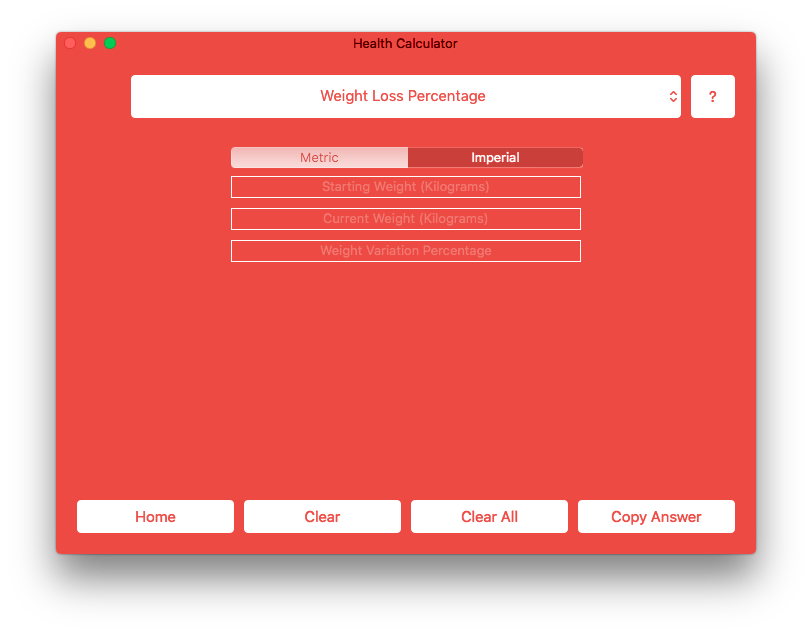 Health Calculator
Weight Loss Percentage
?
Metric Imperial
Starting Weight (Kilograms)
Current Weight (Kilograms)
Weight Variation Percentage
Home Clear Clear All Copy Answer